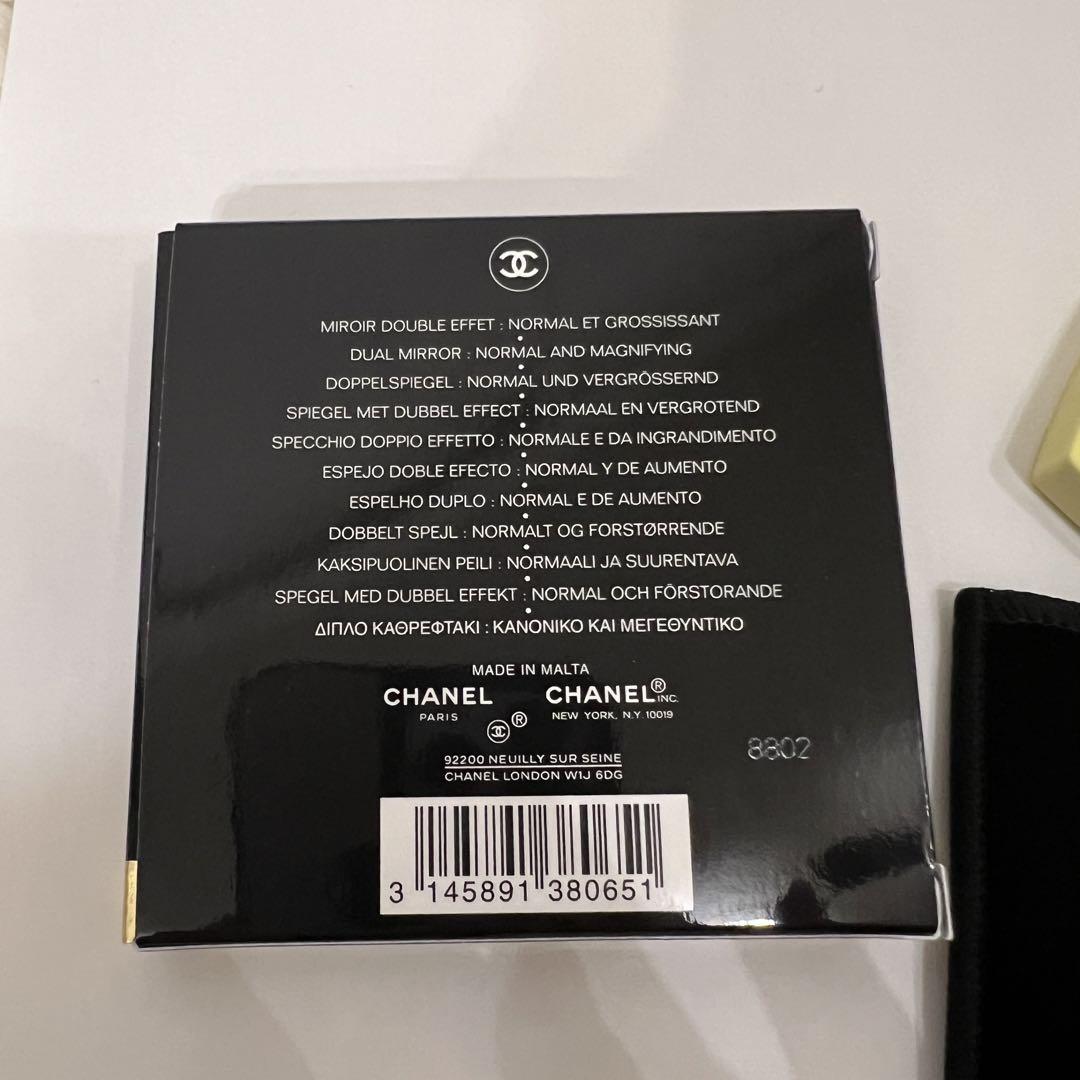 MIROIR DOUBLE EFFET : NORMAL ET GROSSISSANT
DUAL MIRROR : NORMAL AND MAGNIFYING
DOPPELSPIEGEL : NORMAL UND VERGRÖSSERND
SPIEGEL MET DUBBEL EFFECT : NORMAAL EN VERGROTEND
SPECCHIO DOPPIO EFFETTO : NORMALE E DA INGRANDIMENTO
ESPEJO DOBLE EFECTO : NORMAL Y DE AUMENTO
ESPELHO DUPLO : NORMAL E DE AUMENTO
DOBBELT SPEJL : NORMALT OG FORSTØRRENDE
KAKSIPUOLINEN PEILI : NORMAALI JA SUURENTAVA
SPEGEL MED DUBBEL EFFEKT : NORMAL OCH FÖRSTORANDE
ΔΙΠΛΟ ΚΑΘΡΕΦΤΑΚΙ : ΚΑΝΟΝΙΚΟ ΚΑΙ ΜΕΓΕΘΥΝΤΙΚΟ
MADE IN MALTA
CHANEL CHANEL® INC.
PARIS NEW YORK, N.Y. 10019
®
92200 NEUILLY SUR SEINE
CHANEL LONDON W1J 6DG
8802
3 145891 380651